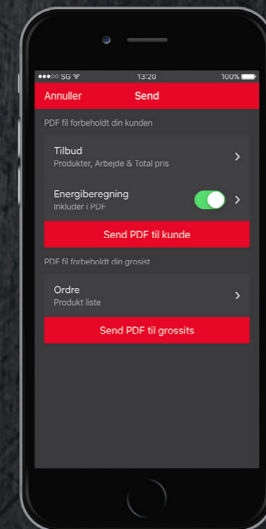 SG 13:20 100%
Annuller Send
PDF fil forbeholdt din kunden
Tilbud
Produkter, Arbejde & Total pris
Energiberegning
Inkluder i PDF
Send PDF til kunde
PDF fil forbeholdt din grosist
Ordre
Produkt liste
Send PDF til grossits